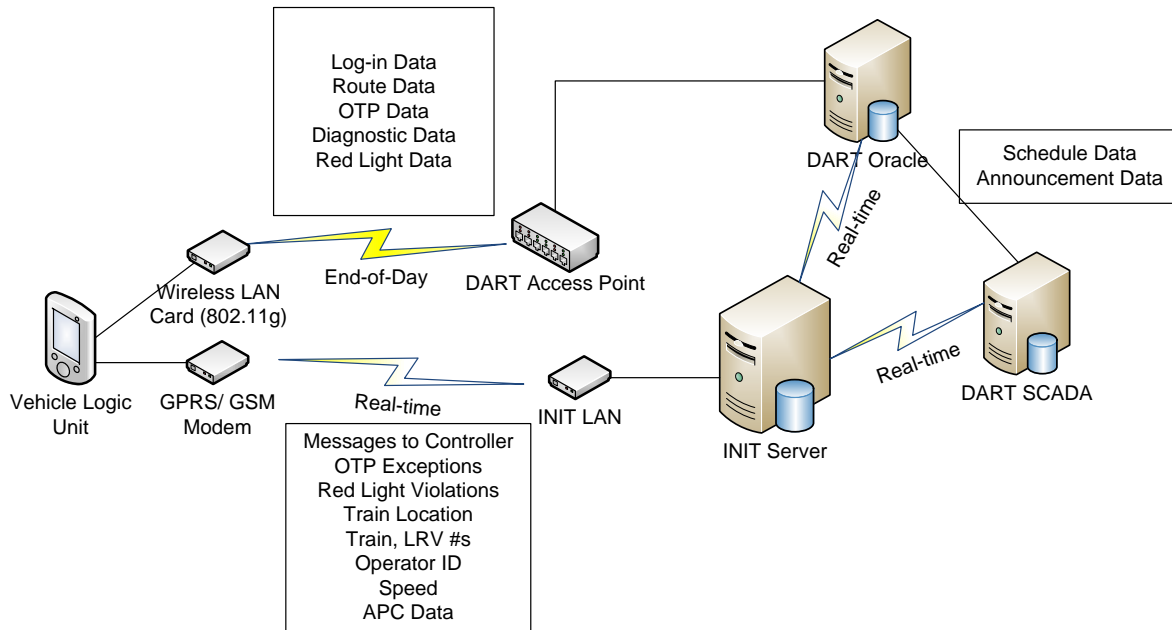 Log-in Data
Route Data
OTP Data
Diagnostic Data
Red Light Data
DART Oracle
Schedule Data
Announcement Data
Real-time
Wireless LAN
Card (802.11g)
End-of-Day
DART Access Point
Vehicle Logic
Unit
GPRS/ GSM
Modem
Real-time
INIT LAN
INIT Server
Real-time
DART SCADA
Messages to Controller
OTP Exceptions
Red Light Violations
Train Location
Train, LRV #s
Operator ID
Speed
APC Data